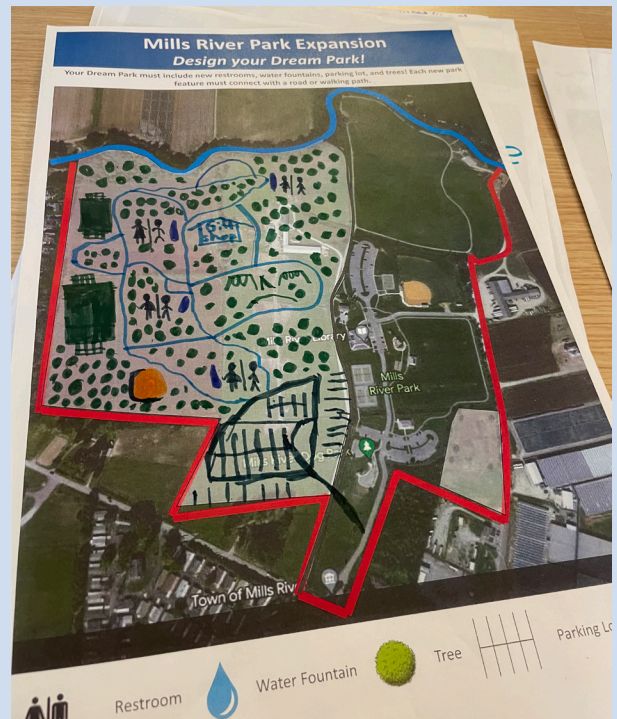 Mills River Park Expansion
Design your Dream Park!
Your Dream Park must include new restrooms, water fountains, parking lot, and trees! Each new park
feature must connect with a road or walking path.
Mills
River Park
Town of Mills
Restroom
Water Fountain
Tree
Parking